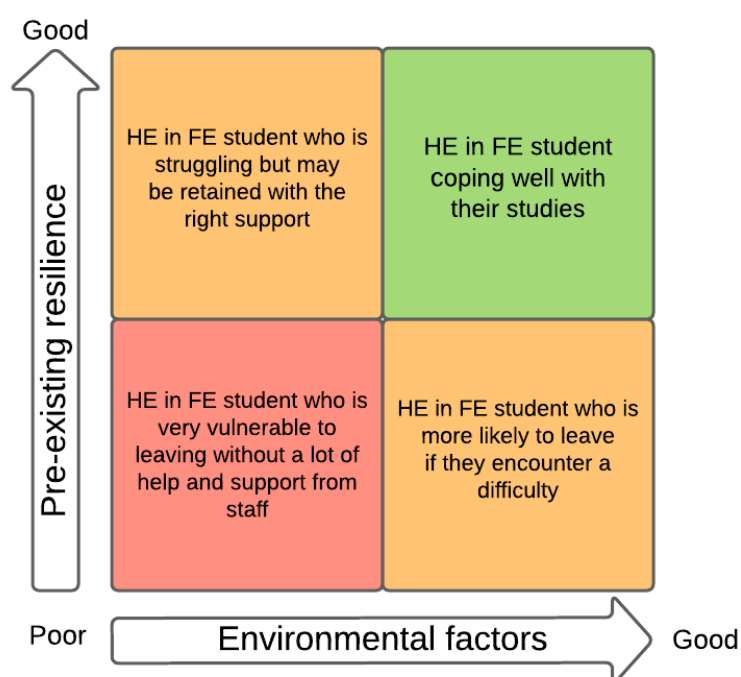 Good
HE in FE student who is
struggling but may
be retained with the
right support
HE in FE student
coping well with
their studies
Pre-existing resilience
HE in FE student who is
very vulnerable to
leaving without a lot of
help and support from
staff
HE in FE student who is
more likely to leave
if they encounter a
difficulty
Poor
Environmental factors
Good